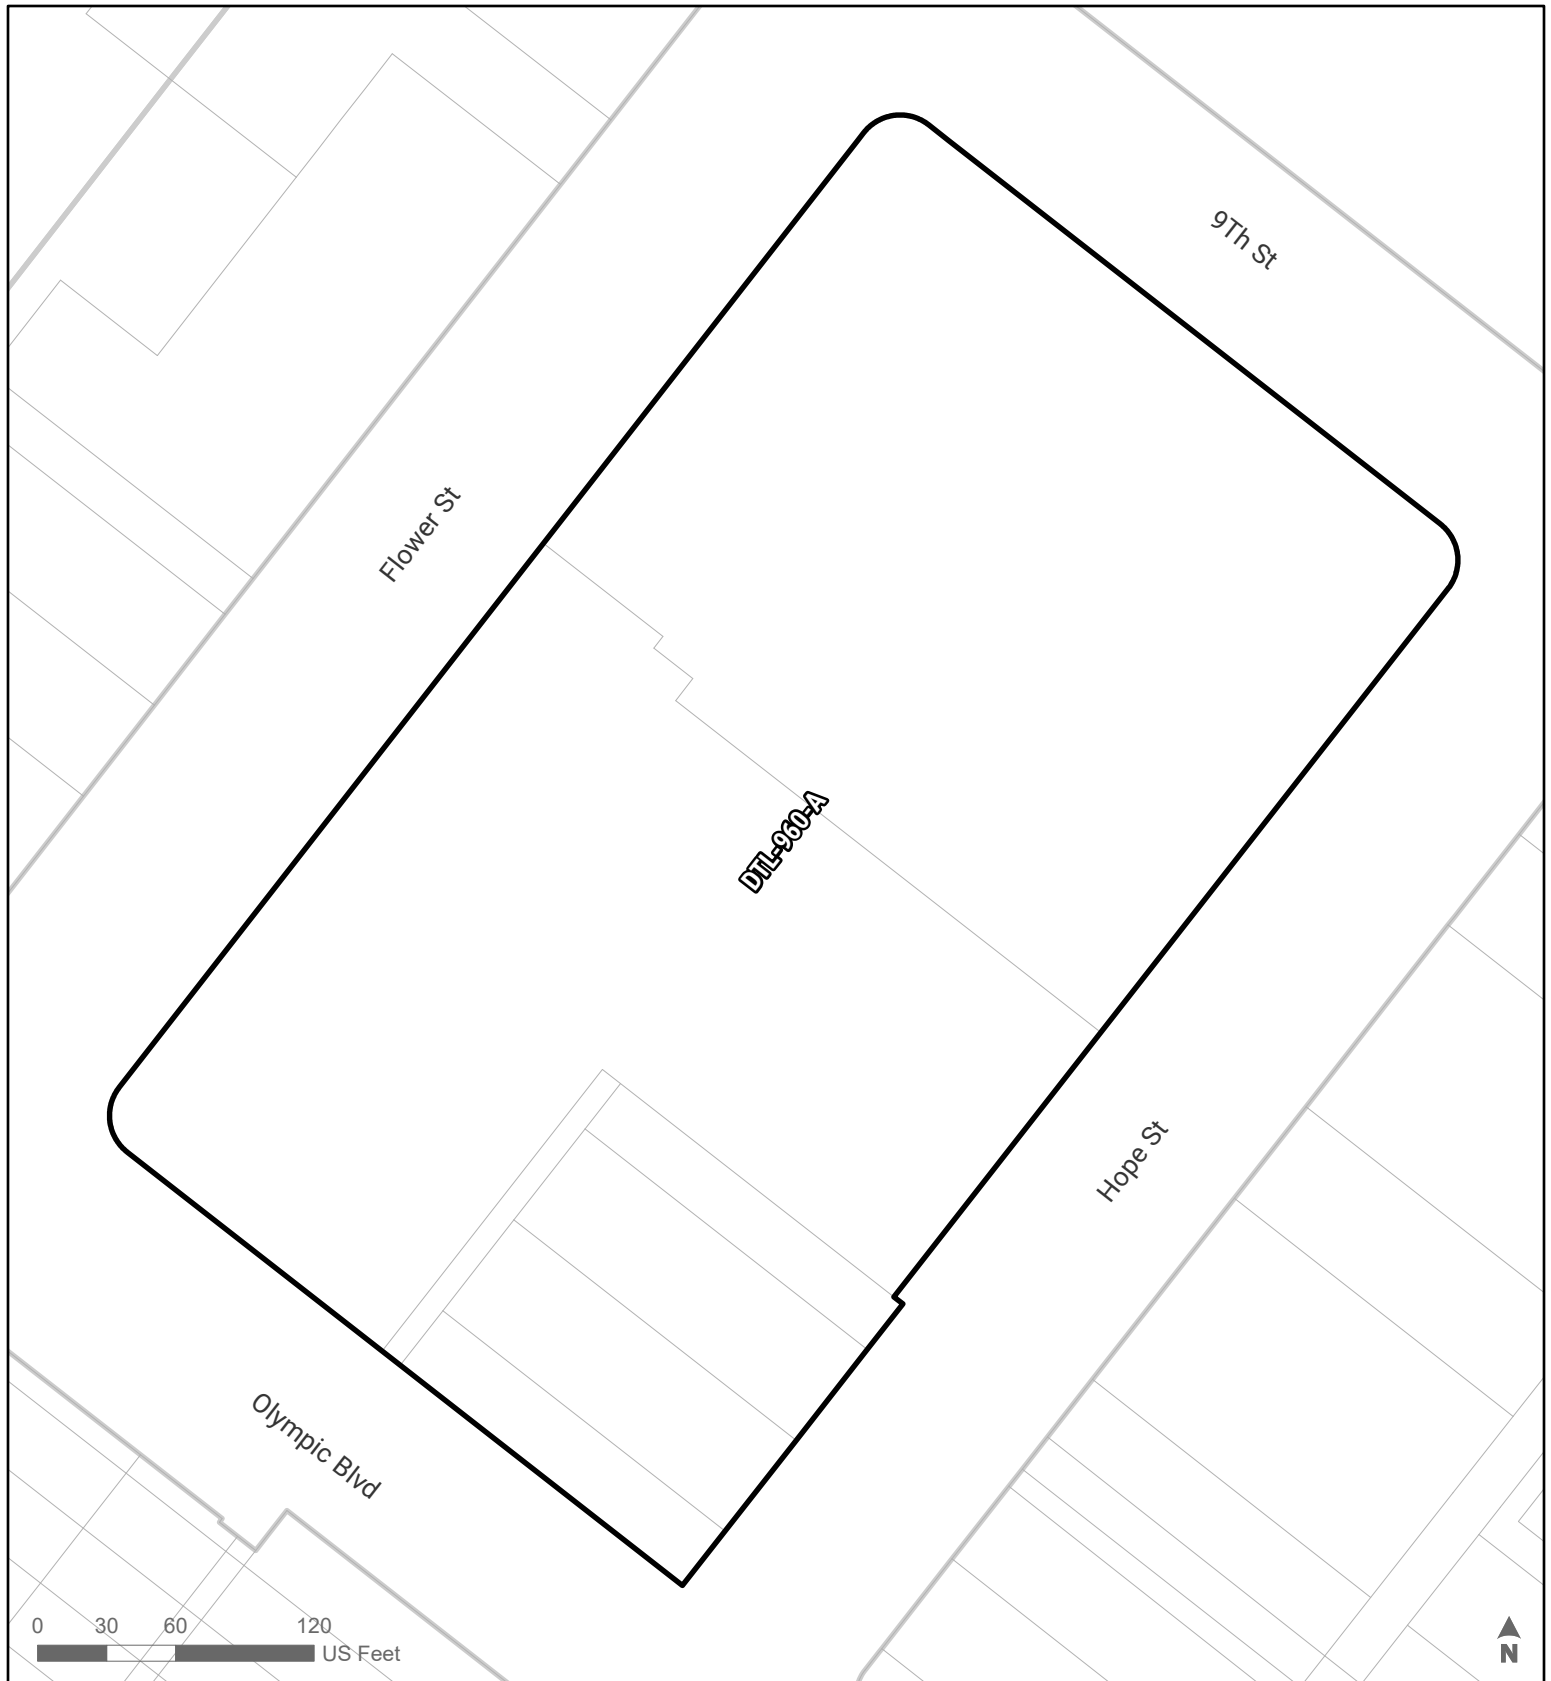 9Th St
Flower St
DTL-960-A
Hope St
Olympic Blvd
0 30 60 120
US Feet
N